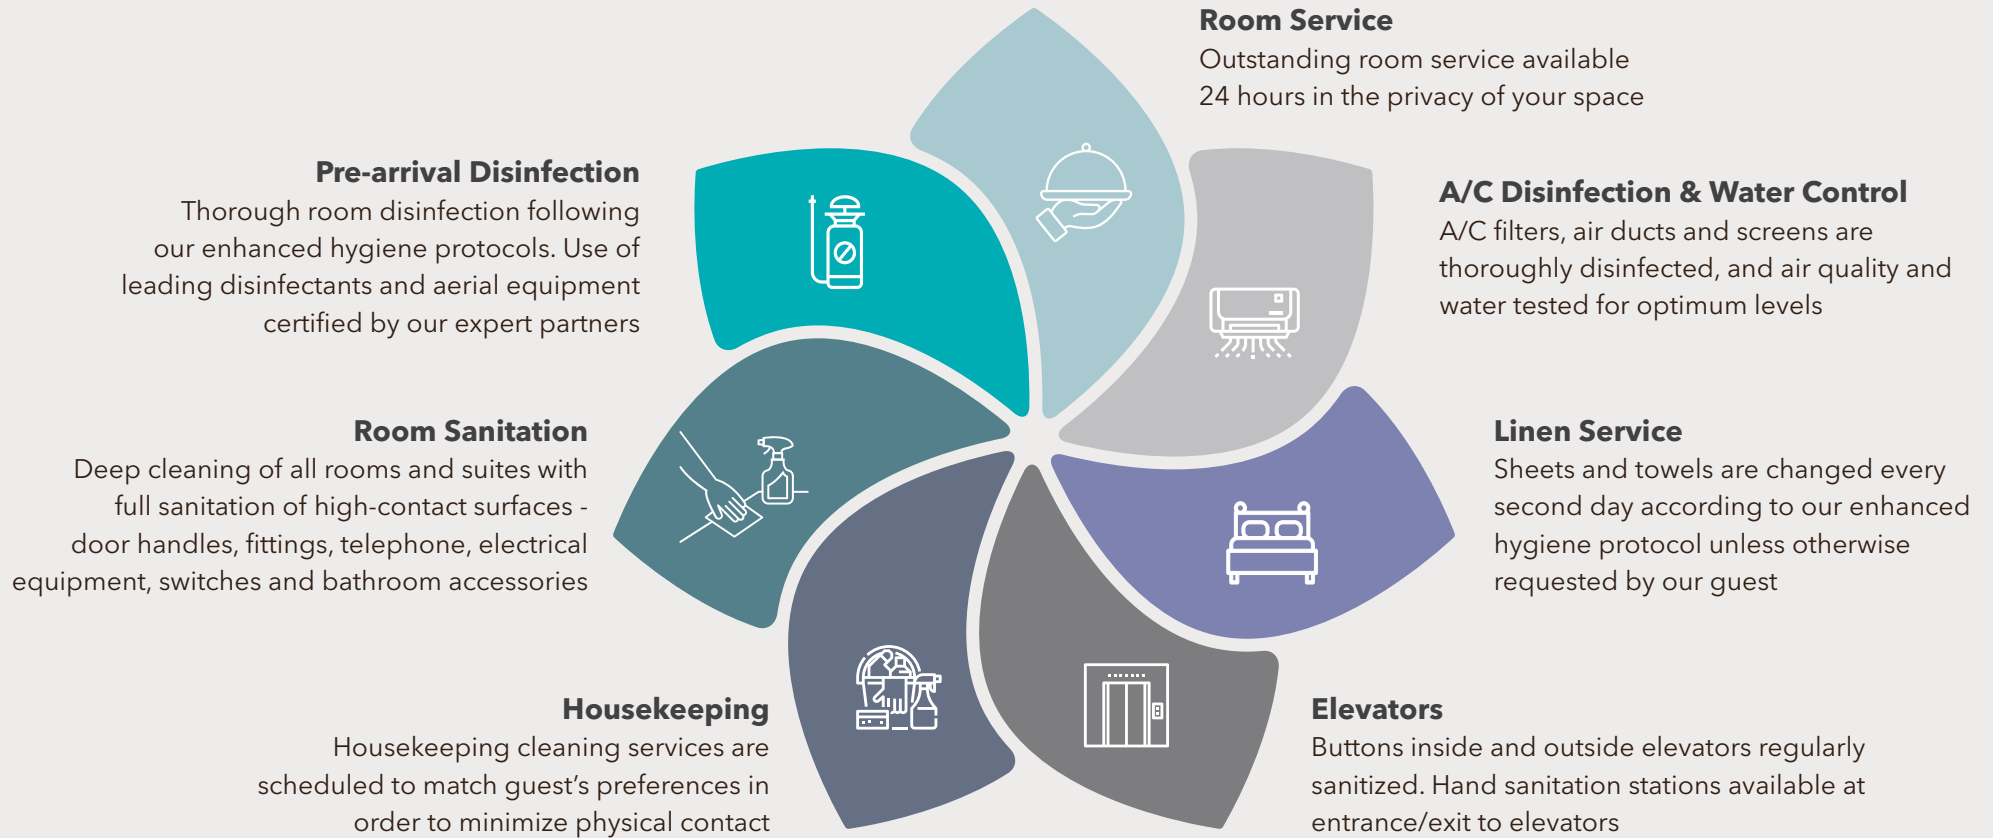 Room Service
Outstanding room service available
24 hours in the privacy of your space
Pre-arrival Disinfection
Thorough room disinfection following
our enhanced hygiene protocols. Use of
leading disinfectants and aerial equipment
certified by our expert partners
A/C Disinfection & Water Control
A/C filters, air ducts and screens are
thoroughly disinfected, and air quality and
water tested for optimum levels
Room Sanitation
Deep cleaning of all rooms and suites with
full sanitation of high-contact surfaces -
door handles, fittings, telephone, electrical
equipment, switches and bathroom accessories
Linen Service
Sheets and towels are changed every
second day according to our enhanced
hygiene protocol unless otherwise
requested by our guest
Housekeeping
Housekeeping cleaning services are
scheduled to match guest’s preferences in
order to minimize physical contact
Elevators
Buttons inside and outside elevators regularly
sanitized. Hand sanitation stations available at
entrance/exit to elevators